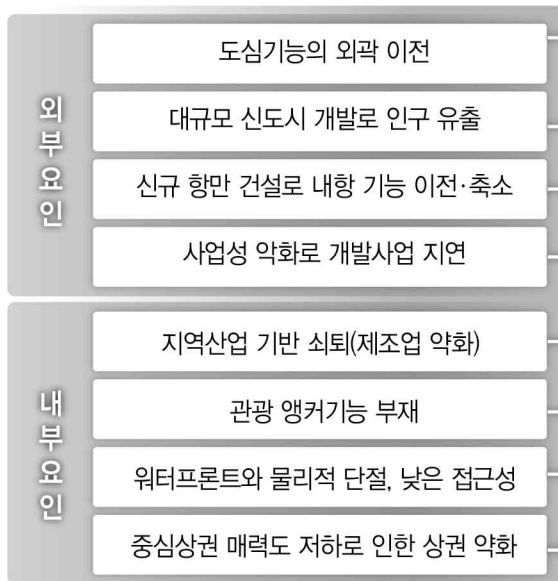 외부요인
도심기능의 외곽 이전
대규모 신도시 개발로 인구 유출
신규 항만 건설로 내항 기능 이전·축소
사업성 악화로 개발사업 지연
내부요인
지역산업 기반 쇠퇴(제조업 약화)
관광 앵커기능 부재
워터프론트와 물리적 단절, 낮은 접근성
중심상권 매력도 저하로 인한 상권 약화